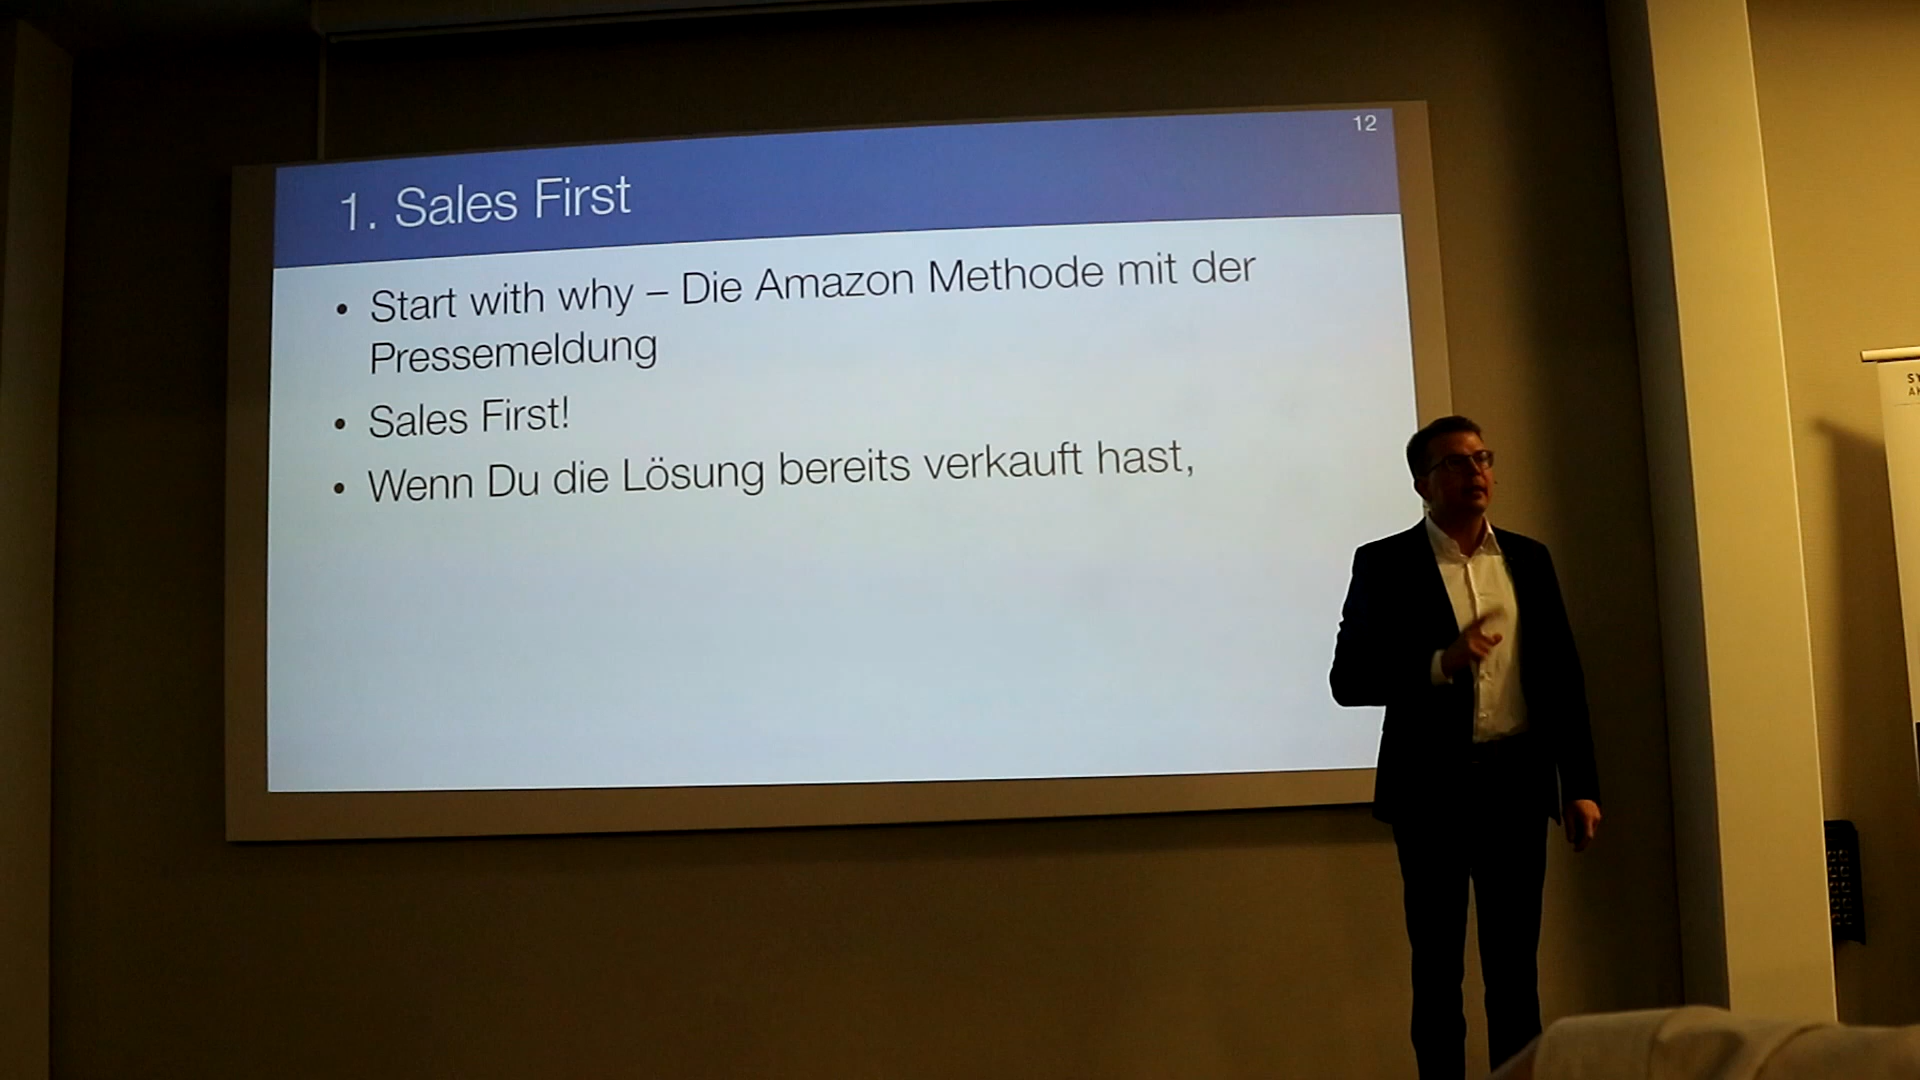 12
1. Sales First
• Start with why – Die Amazon Methode mit der
Pressemeldung
• Sales First!
• Wenn Du die Lösung bereits verkauft hast,